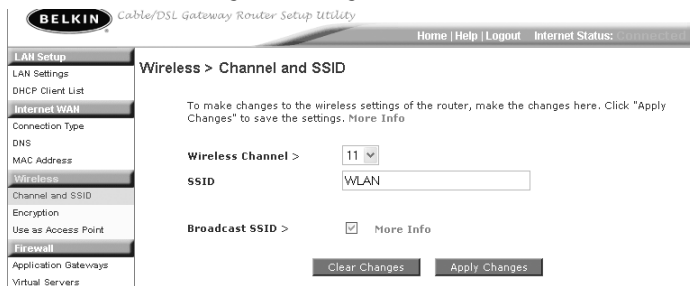 BELKIN Cable/DSL Gateway Router Setup Utility
Home | Help | Logout Internet Status: Connected
LAN Setup
LAN Settings
DHCP Client List
Internet WAN
Connection Type
DNS
MAC Address
Wireless
Channel and SSID
Encryption
Use as Access Point
Firewall
Application Gateways
Virtual Servers
Wireless > Channel and SSID
To make changes to the wireless settings of the router, make the changes here. Click "Apply
Changes" to save the settings. More Info
Wireless Channel > 11
SSID WLAN
Broadcast SSID > More Info
Clear Changes Apply Changes